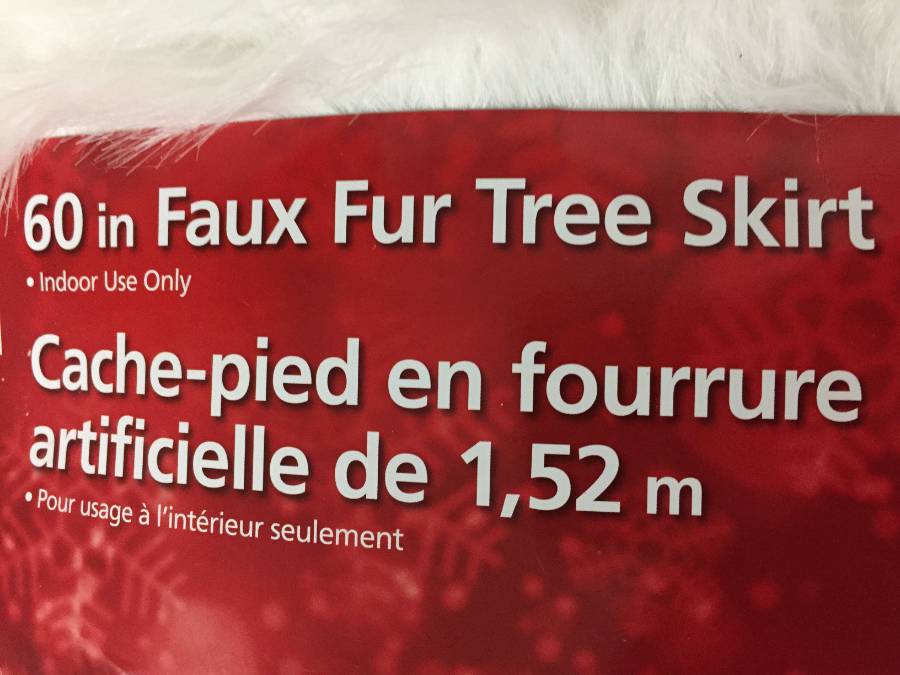 60 in Faux Fur Tree Skirt
• Indoor Use Only
Cache-pied en fourrure
artificielle de 1,52 m
• Pour usage à l'intérieur seulement